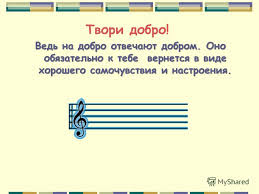 Твори добро!
Ведь на добро отвечают добром. Оно
обязательно к тебе вернется в виде
хорошего самочувствия и настроения.
MyShared